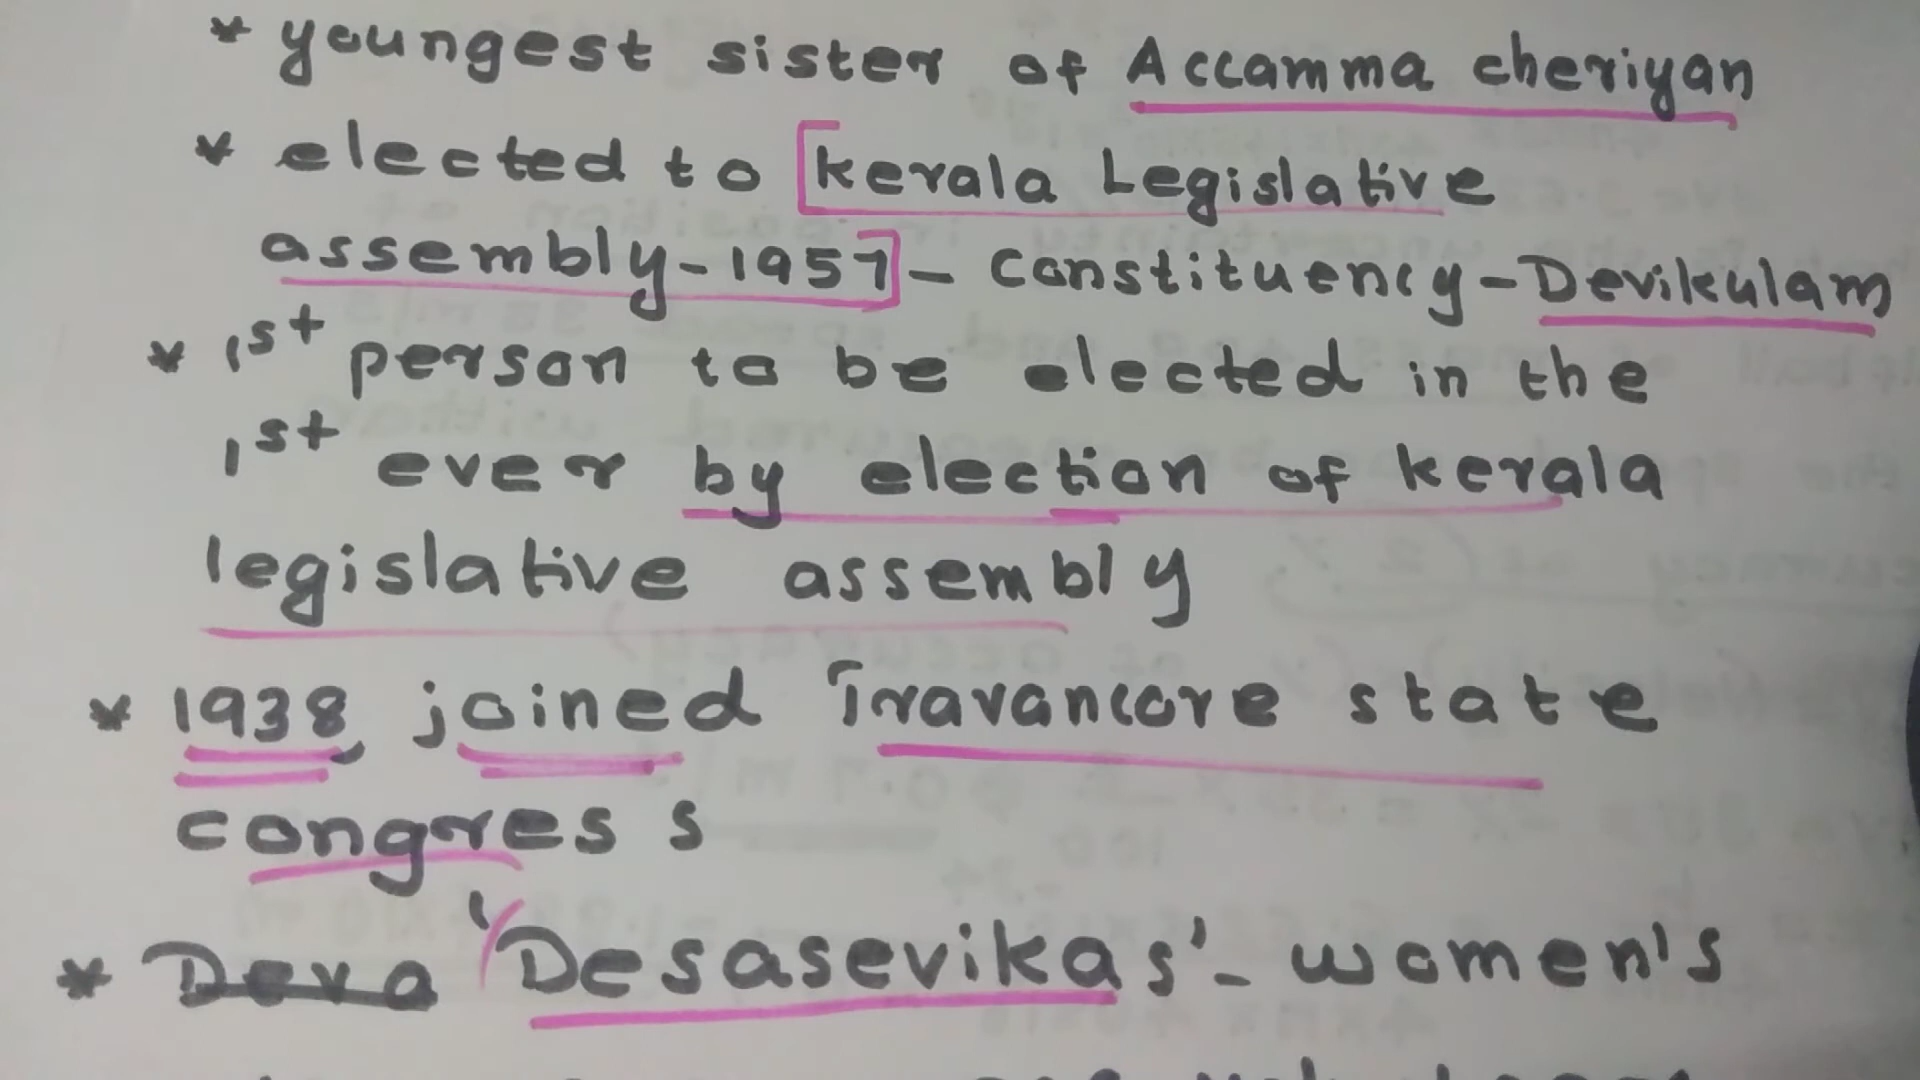 * youngest sister of Accamma cheriyan
* elected to [Kerala Legislative
assembly-1957] - Constituency - Devikulam
* 1st person to be elected in the
1st ever by election of kerala
legislative assembly
* 1938, joined Travancore state
congress
* Deva 'Desasevikas' - women's